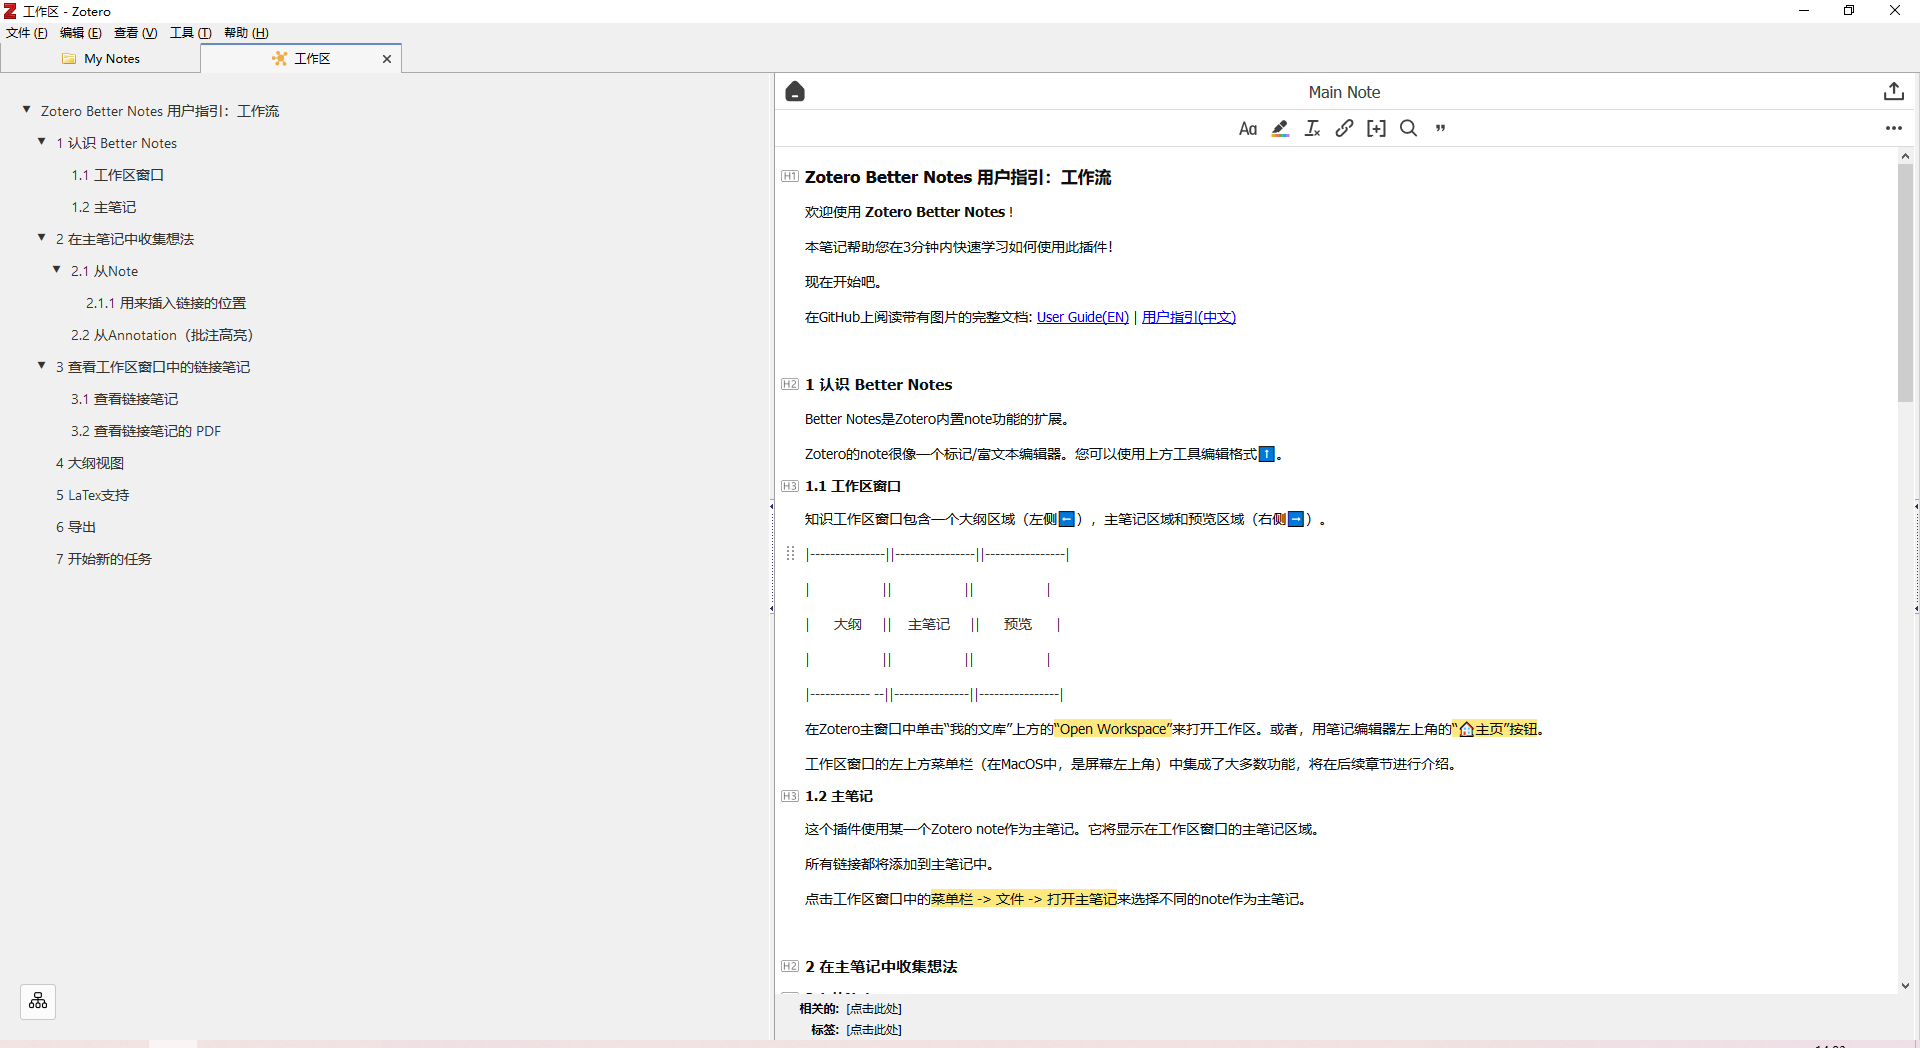 工作区 - Zotero
文件 (F) 编辑 (E) 查看 (V) 工具 (T) 帮助 (H)
My Notes 工作区
Zotero Better Notes 用户指引：工作流
1 认识 Better Notes
1.1 工作区窗口
1.2 主笔记
2 在主笔记中收集想法
2.1 从Note
2.1.1 用来插入链接的位置
2.2 从Annotation（批注高亮）
3 查看工作区窗口中的链接笔记
3.1 查看链接笔记
3.2 查看链接笔记的 PDF
4 大纲视图
5 LaTex支持
6 导出
7 开始新的任务
Main Note
Aa
H1 Zotero Better Notes 用户指引：工作流
欢迎使用 Zotero Better Notes！
本笔记帮助您在3分钟内快速学习如何使用此插件！
现在开始吧。
在GitHub上阅读带有图片的完整文档: User Guide(EN) | 用户指引(中文)
H2 1 认识 Better Notes
Better Notes是Zotero内置note功能的扩展。
Zotero的note很像一个标记/富文本编辑器。您可以使用上方工具编辑格式⬆️。
H3 1.1 工作区窗口
知识工作区窗口包含一个大纲区域（左侧⬅️），主笔记区域和预览区域（右侧➡️）。
|---------------||----------------||----------------|
| || || |
| 大纲 || 主笔记 || 预览 |
| || || |
|------------ --||---------------||----------------|
在Zotero主窗口中单击“我的文库”上方的“Open Workspace”来打开工作区。或者，用笔记编辑器左上角的“🏠主页”按钮。
工作区窗口的左上方菜单栏（在MacOS中，是屏幕左上角）中集成了大多数功能，将在后续章节进行介绍。
H3 1.2 主笔记
这个插件使用某一个Zotero note作为主笔记。它将显示在工作区窗口的主笔记区域。
所有链接都将添加到主笔记中。
点击工作区窗口中的菜单栏 -> 文件 -> 打开主笔记来选择不同的note作为主笔记。
H2 2 在主笔记中收集想法
相关的: [点击此处]
标签: [点击此处]